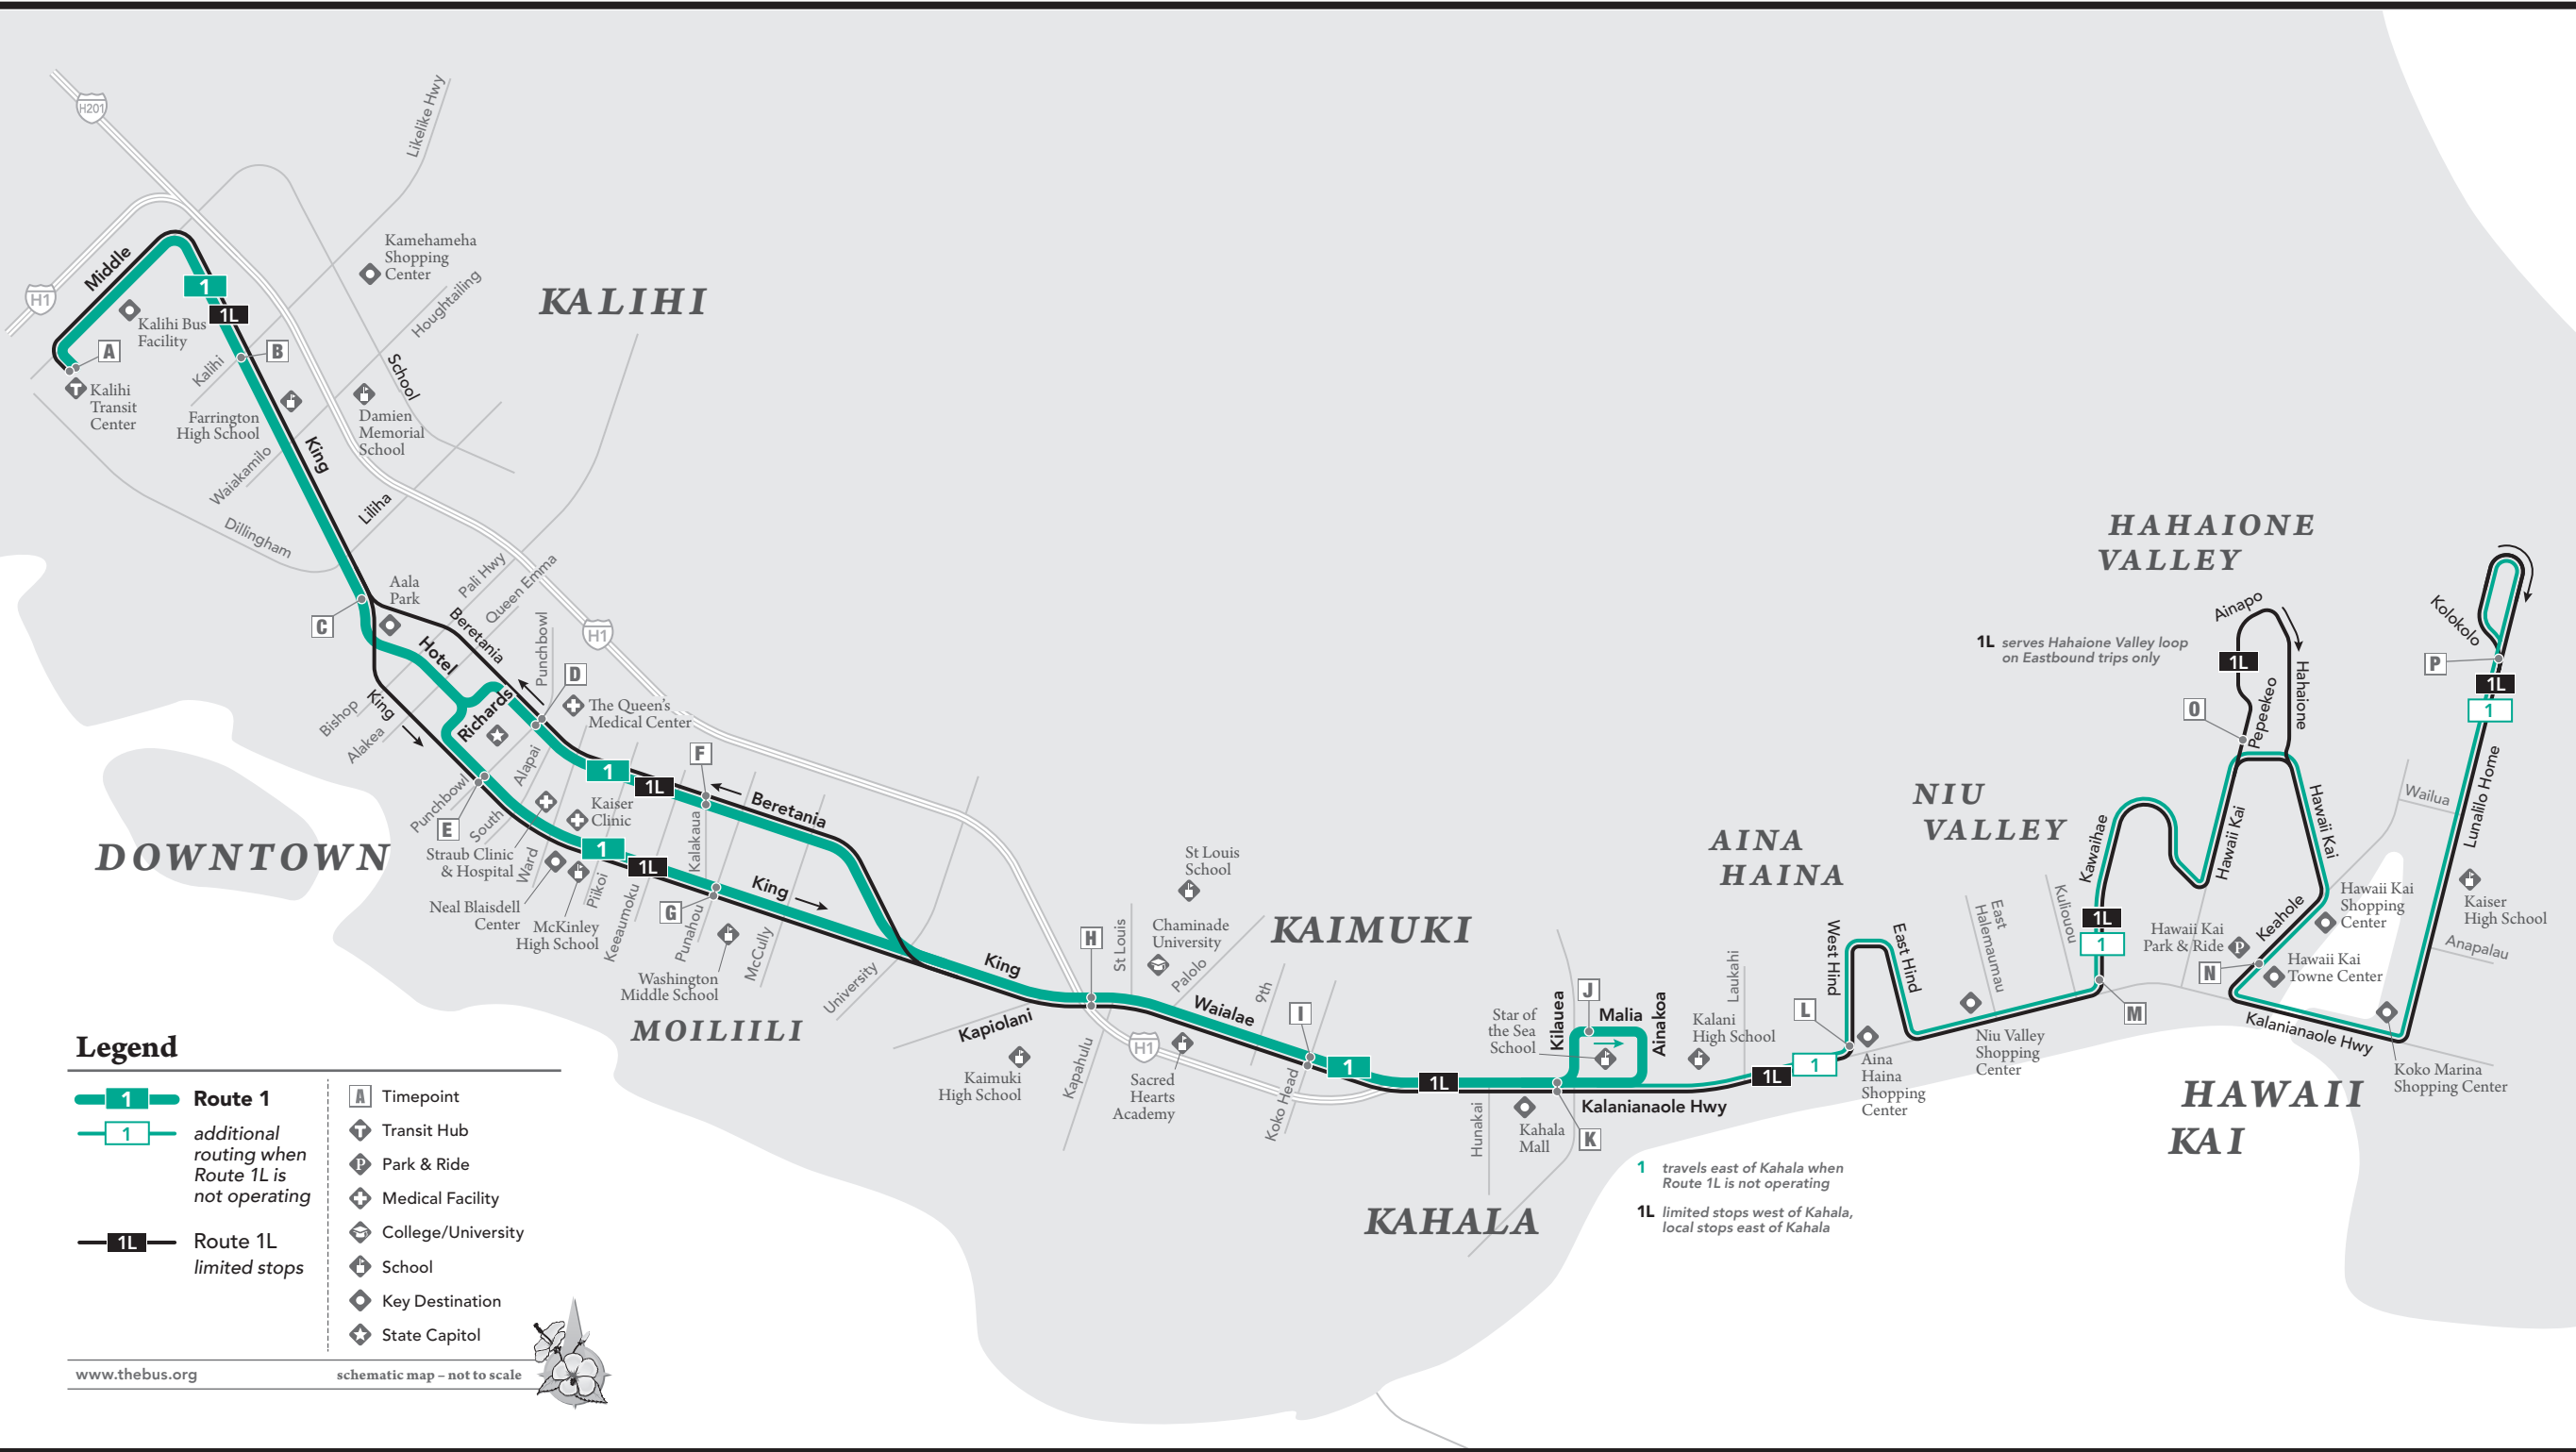 H201
Likelike Hwy
Middle
H1
1
1L
Kamehameha
Shopping
Center
Houghtailing
KALIHI
Kalihi Bus
Facility
A
B
Kalihi
School
Kalihi
Transit
Center
Farrington
High School
Damien
Memorial
School
King
Waiakamilo
Liliha
Dillingham
Aala
Park
C
Pali Hwy
Queen Emma
Beretania
Punchbowl
H1
Hotel
D
The Queen's
Medical Center
Richards
King
Bishop
Alakea
Alapai
F
1
1L
Beretania
Punchbowl
E
South
Kaiser
Clinic
Kalakaua
DOWNTOWN
Straub Clinic
& Hospital
Ward
1
1L
King
Neal Blaisdell
Center
McKinley
High School
Piikoi
Keeaumoku
G
Punahou
McCully
Washington
Middle School
University
MOILIILI
King
Kapiolani
H
St Louis
St Louis
School
Chaminade
University
Palolo
KAIMUKI
9th
Waialae
I
H1
Kaimuki
High School
Kapahulu
Sacred
Hearts
Academy
Koko Head
1
1L
Star of
the Sea
School
Kilauea
J
Malia
Ainakoa
Laukahi
Kalani
High School
Hunakai
Kahala
Mall
K
Kalanianaole Hwy
KAHALA
1 travels east of Kahala when
Route 1L is not operating
1L limited stops west of Kahala,
local stops east of Kahala
1L
1
L
AINA
HAINA
West Hind
East Hind
Aina
Haina
Shopping
Center
NIU
VALLEY
East
Halemaumau
Kuliouou
Niu Valley
Shopping
Center
Kawaihae
1L
1
M
HAHAIONE
VALLEY
1L serves Hahaione Valley loop
on Eastbound trips only
Ainapo
1L
O
Pepeekeo
Hahaione
Hawaii Kai
Hawaii Kai
Hawaii Kai
Park & Ride
Keahole
N
Hawaii Kai
Shopping
Center
Hawaii Kai
Towne Center
Kalanianaole Hwy
HAWAII
KAI
Koko Marina
Shopping Center
Kolokolo
P
1L
1
Lunalilo Home
Wailua
Kaiser
High School
Anapalau
Legend
1 Route 1
1 additional
routing when
Route 1L is
not operating
1L Route 1L
limited stops
A Timepoint
T Transit Hub
P Park & Ride
Medical Facility
College/University
School
Key Destination
State Capitol
www.thebus.org
schematic map – not to scale